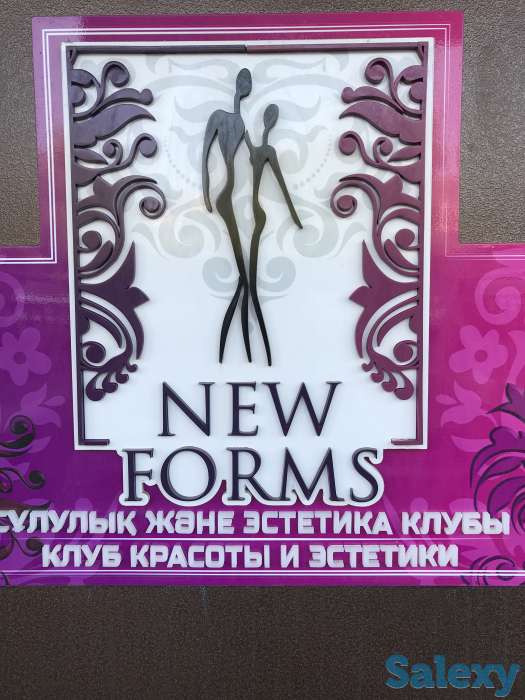 NEW
FORMS
СҰЛУЛЫҚ ЖӘНЕ ЭСТЕТИКА КЛУБЫ
КЛУБ КРАСОТЫ И ЭСТЕТИКИ
Salexy